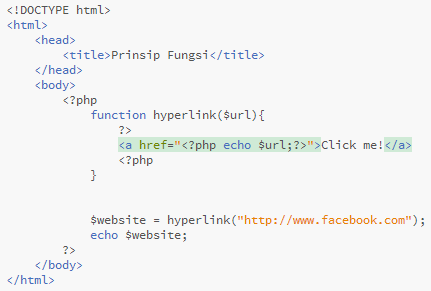 <!DOCTYPE html>
<html>
    <head>
        <title>Prinsip Fungsi</title>
    </head>
    <body>
        <?php
            function hyperlink($url){
                ?>
                <a href="<?php echo $url;?>">Click me!</a>
                <?php
            }

            $website = hyperlink("http://www.facebook.com");
            echo $website;
        ?>
    </body>
</html>